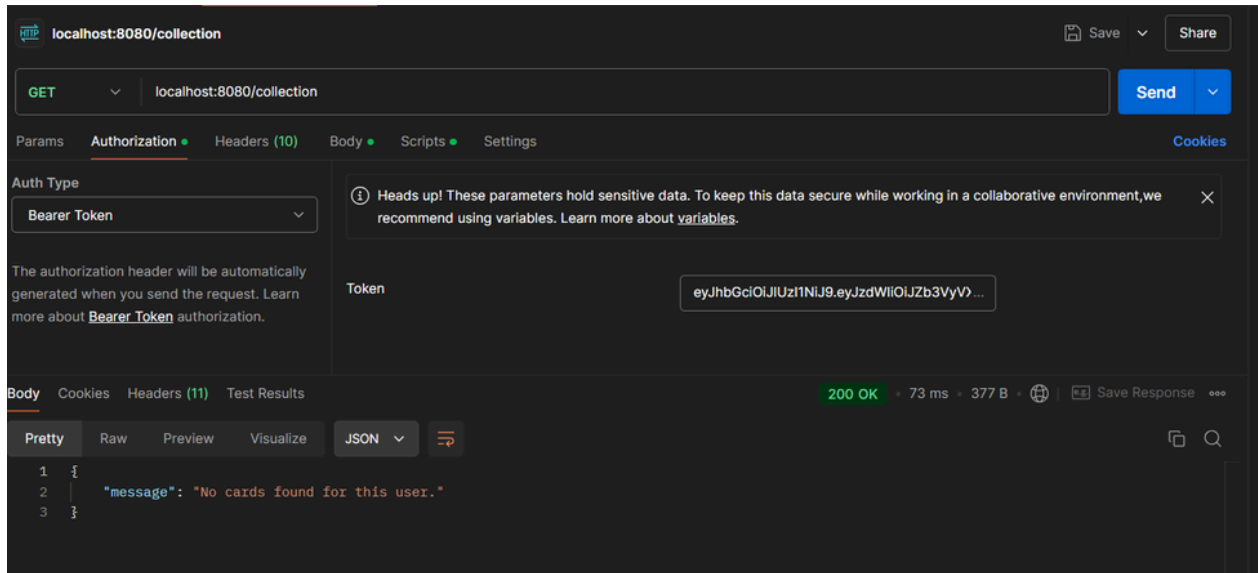 HTTP localhost:8080/collection Save Share
GET localhost:8080/collection Send
Params Authorization Headers (10) Body Scripts Settings Cookies
Auth Type
Bearer Token
Heads up! These parameters hold sensitive data. To keep this data secure while working in a collaborative environment,we
recommend using variables. Learn more about variables.
The authorization header will be automatically
generated when you send the request. Learn
more about Bearer Token authorization.
Token eyJhbGciOiJIUzI1NiJ9.eyJzdWIiOiJZb3VyV...
Body Cookies Headers (11) Test Results 200 OK 73 ms 377 B Save Response
Pretty Raw Preview Visualize JSON
1 {
2 "message": "No cards found for this user."
3 }